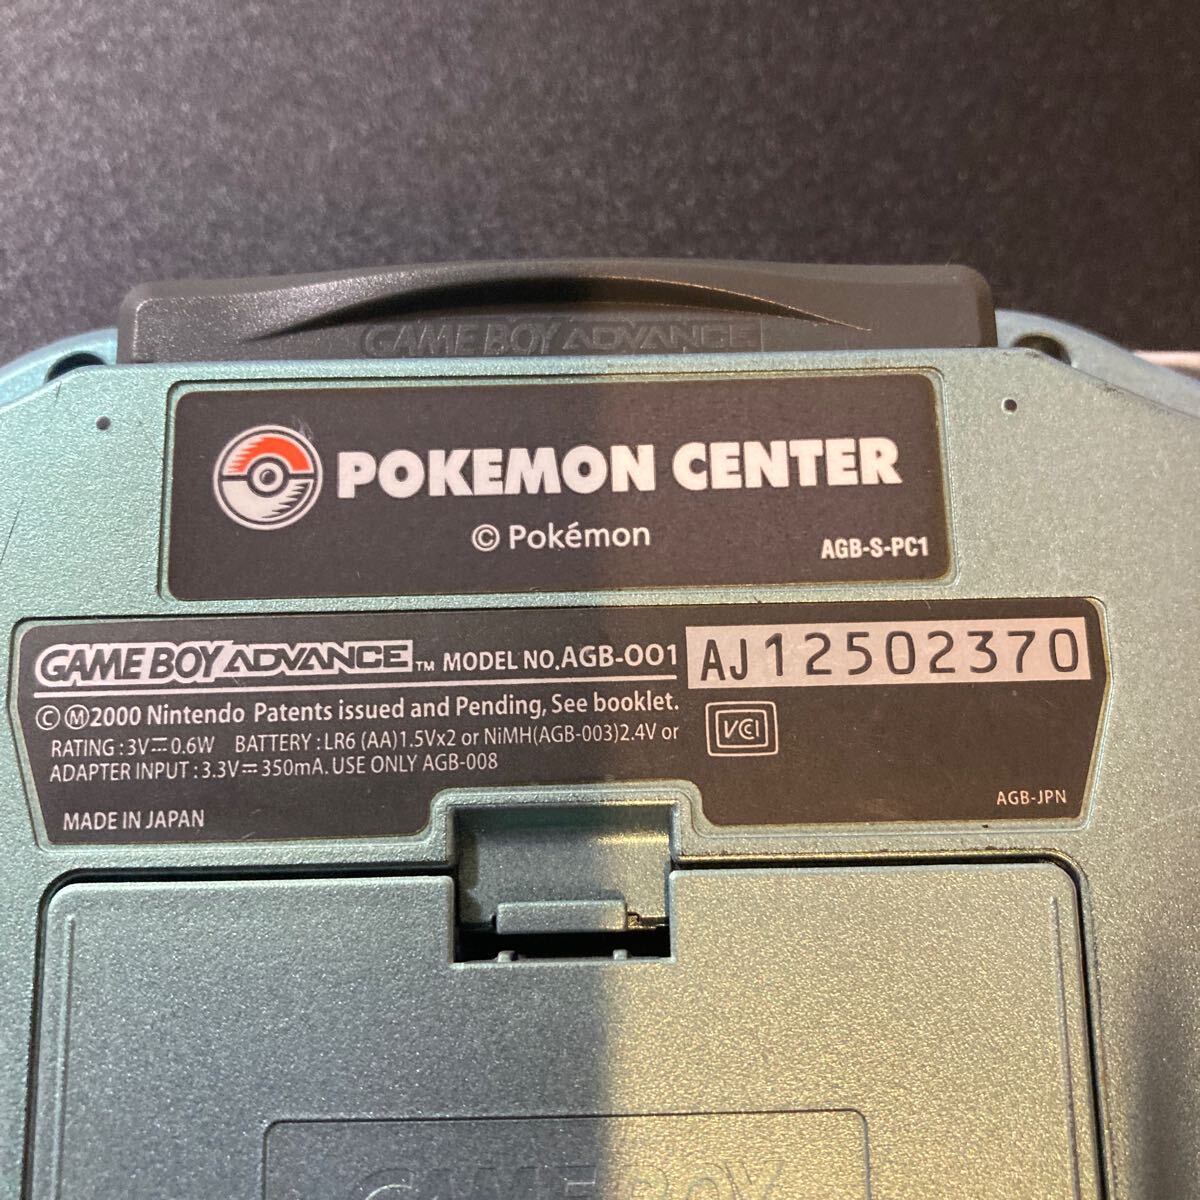 GAME BOY ADVANCE
POKEMON CENTER
© Pokémon
AGB-S-PC1
GAME BOY ADVANCE™ MODEL NO.AGB-001
AJ12502370
©Ⓜ2000 Nintendo Patents issued and Pending, See booklet.
RATING : 3V⎓0.6W BATTERY : LR6 (AA)1.5Vx2 or NiMH(AGB-003)2.4V or
ADAPTER INPUT : 3.3V⎓350mA. USE ONLY AGB-008
VCI
MADE IN JAPAN
AGB-JPN
GAME BOY